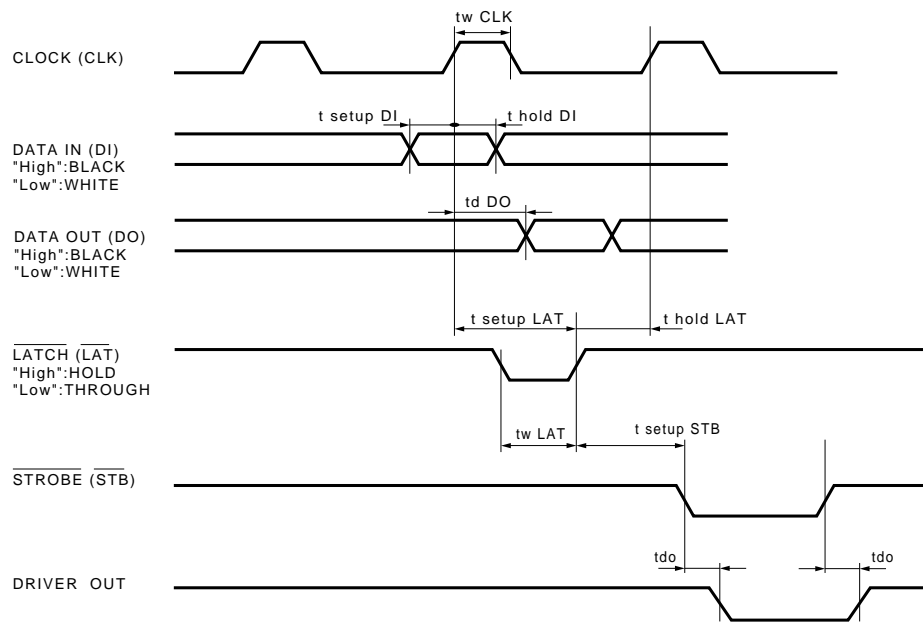 tw CLK
CLOCK (CLK)
t setup DI
t hold DI
DATA IN (DI)
"High":BLACK
"Low":WHITE
td DO
DATA OUT (DO)
"High":BLACK
"Low":WHITE
t setup LAT
t hold LAT
LATCH (LAT)
"High":HOLD
"Low":THROUGH
tw LAT
t setup STB
STROBE (STB)
tdo
tdo
DRIVER OUT